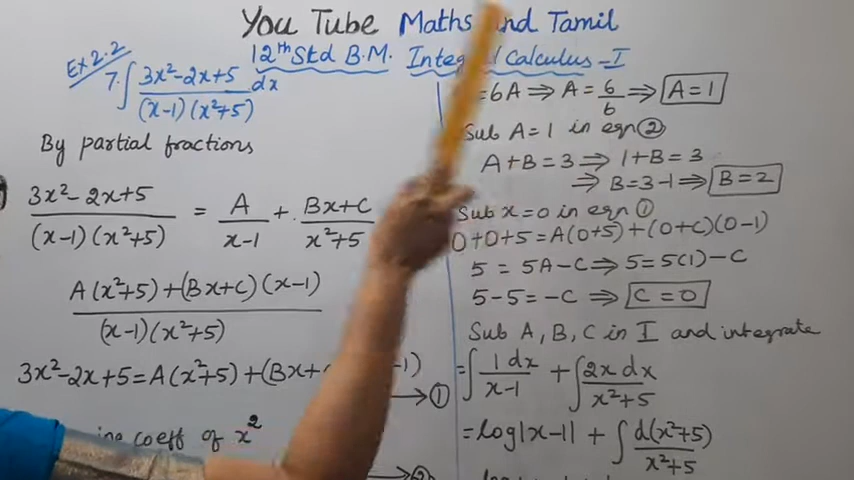 You Tube Maths and Tamil
12th Std B.M. Integral Calculus - I
Ex 2.2
7. ∫ 3x²-2x+5 / (x-1)(x²+5) dx
By partial fractions
3x²-2x+5 / (x-1)(x²+5) = A / x-1 + Bx+C / x²+5
A(x²+5)+(Bx+C)(x-1) / (x-1)(x²+5)
3x²-2x+5=A(x²+5)+(Bx+ -1)
→ ①
coeff of x²
→ ②
=6A ⇒ A = 6/6 ⇒ A=1
Sub A=1 in eqn ②
A+B=3 ⇒ 1+B=3
⇒ B=3-1 ⇒ B=2
Sub x=0 in eqn ①
0+0+5=A(0+5)+(0+C)(0-1)
5 = 5A-C ⇒ 5=5(1)-C
5-5=-C ⇒ C=0
Sub A, B, C in I and integrate
=∫ 1 dx / x-1 + ∫ 2x dx / x²+5
=log|x-1| + ∫ d(x²+5) / x²+5